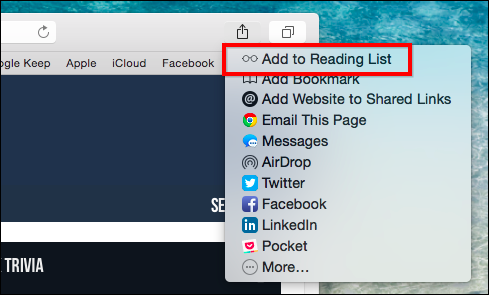 ogle Keep Apple iCloud Facebook
Add to Reading List
Add Bookmark
Add Website to Shared Links
Email This Page
Messages
AirDrop
Twitter
Facebook
LinkedIn
Pocket
More...
SE
TRIVIA